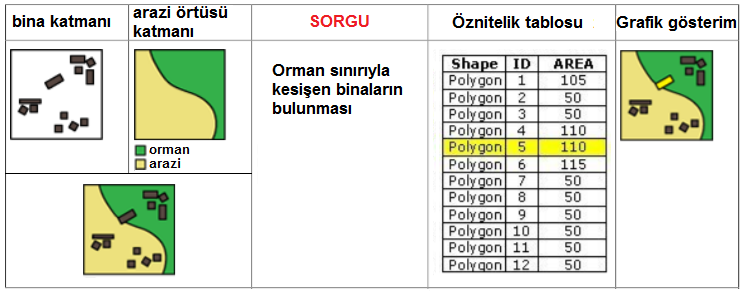 bina katmanı
arazi örtüsü
katmanı
SORGU
Öznitelik tablosu
Grafik gösterim
orman
arazi
Orman sınırıyla
kesişen binaların
bulunması
Shape ID AREA
Polygon 1 105
Polygon 2 50
Polygon 3 50
Polygon 4 110
Polygon 5 110
Polygon 6 115
Polygon 7 50
Polygon 8 50
Polygon 9 50
Polygon 10 50
Polygon 11 50
Polygon 12 50